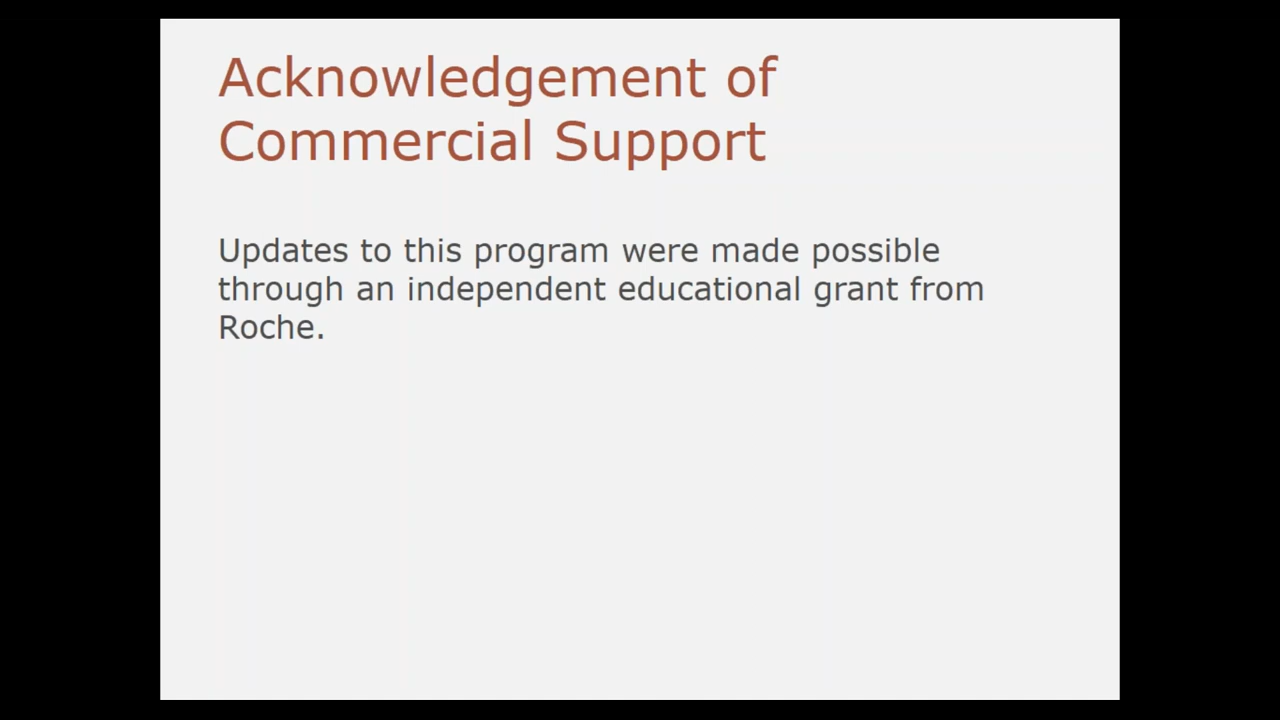 Acknowledgement of
Commercial Support
Updates to this program were made possible
through an independent educational grant from
Roche.